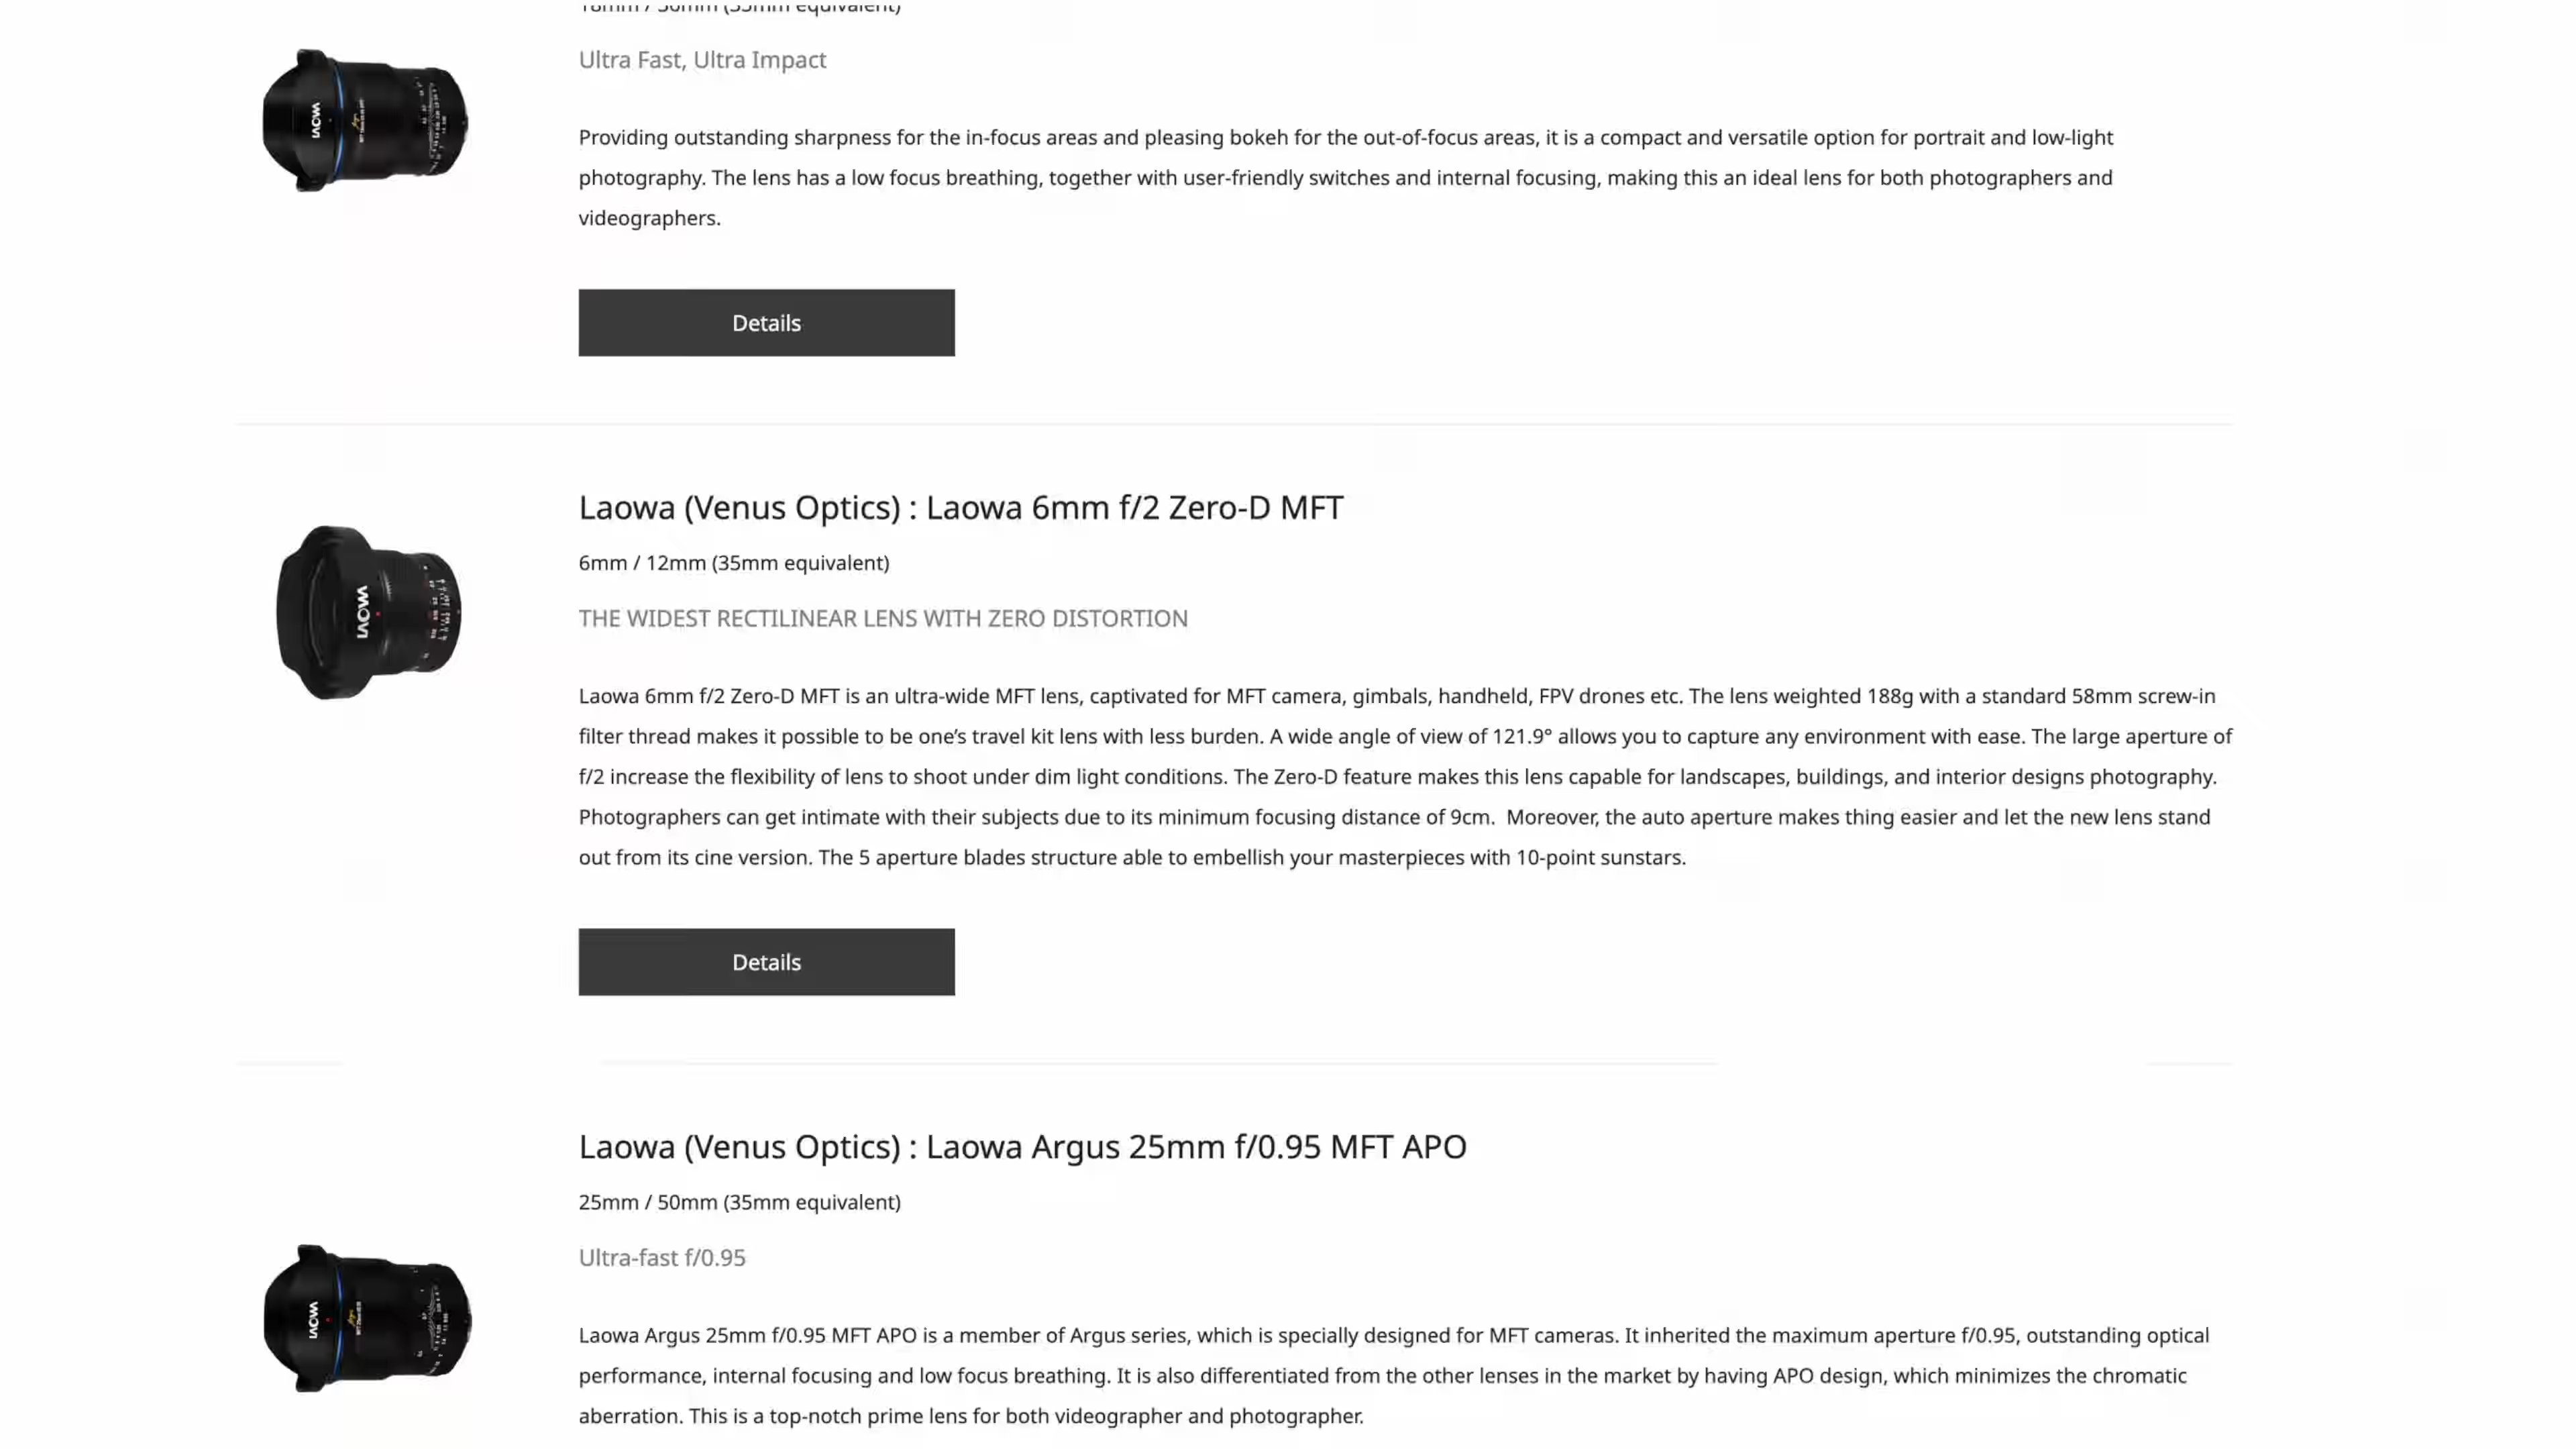 18mm / 36mm (35mm equivalent)
Ultra Fast, Ultra Impact
Providing outstanding sharpness for the in-focus areas and pleasing bokeh for the out-of-focus areas, it is a compact and versatile option for portrait and low-light
photography. The lens has a low focus breathing, together with user-friendly switches and internal focusing, making this an ideal lens for both photographers and
videographers.
LAOWA
Details
Laowa (Venus Optics) : Laowa 6mm f/2 Zero-D MFT
6mm / 12mm (35mm equivalent)
THE WIDEST RECTILINEAR LENS WITH ZERO DISTORTION
LAOWA
Laowa 6mm f/2 Zero-D MFT is an ultra-wide MFT lens, captivated for MFT camera, gimbals, handheld, FPV drones etc. The lens weighted 188g with a standard 58mm screw-in
filter thread makes it possible to be one’s travel kit lens with less burden. A wide angle of view of 121.9° allows you to capture any environment with ease. The large aperture of
f/2 increase the flexibility of lens to shoot under dim light conditions. The Zero-D feature makes this lens capable for landscapes, buildings, and interior designs photography.
Photographers can get intimate with their subjects due to its minimum focusing distance of 9cm.  Moreover, the auto aperture makes thing easier and let the new lens stand
out from its cine version. The 5 aperture blades structure able to embellish your masterpieces with 10-point sunstars.
Details
Laowa (Venus Optics) : Laowa Argus 25mm f/0.95 MFT APO
25mm / 50mm (35mm equivalent)
Ultra-fast f/0.95
LAOWA
Laowa Argus 25mm f/0.95 MFT APO is a member of Argus series, which is specially designed for MFT cameras. It inherited the maximum aperture f/0.95, outstanding optical
performance, internal focusing and low focus breathing. It is also differentiated from the other lenses in the market by having APO design, which minimizes the chromatic
aberration. This is a top-notch prime lens for both videographer and photographer.